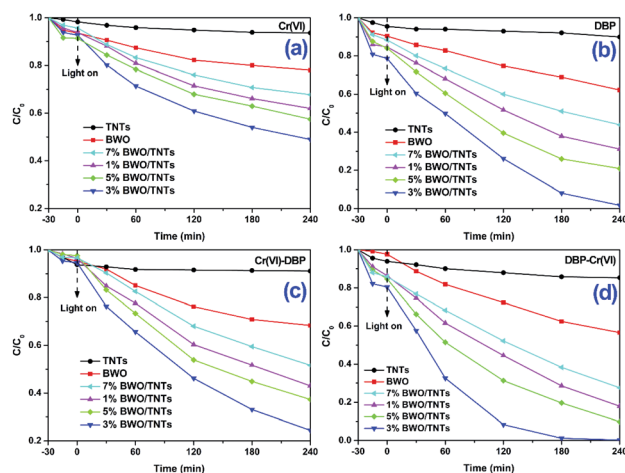 Cr(VI)
(a)
Light on
TNTs
BWO
7% BWO/TNTs
1% BWO/TNTs
5% BWO/TNTs
3% BWO/TNTs
C/C0
1.0
0.8
0.6
0.4
0.2
-30 0 60 120 180 240
Time (min)
DBP
(b)
Light on
TNTs
BWO
7% BWO/TNTs
1% BWO/TNTs
5% BWO/TNTs
3% BWO/TNTs
C/C0
1.0
0.8
0.6
0.4
0.2
0.0
-30 0 60 120 180 240
Time (min)
Cr(VI)-DBP
(c)
Light on
TNTs
BWO
7% BWO/TNTs
1% BWO/TNTs
5% BWO/TNTs
3% BWO/TNTs
C/C0
1.0
0.8
0.6
0.4
0.2
-30 0 60 120 180 240
Time (min)
DBP-Cr(VI)
(d)
Light on
TNTs
BWO
7% BWO/TNTs
1% BWO/TNTs
5% BWO/TNTs
3% BWO/TNTs
C/C0
1.0
0.8
0.6
0.4
0.2
0.0
-30 0 60 120 180 240
Time (min)